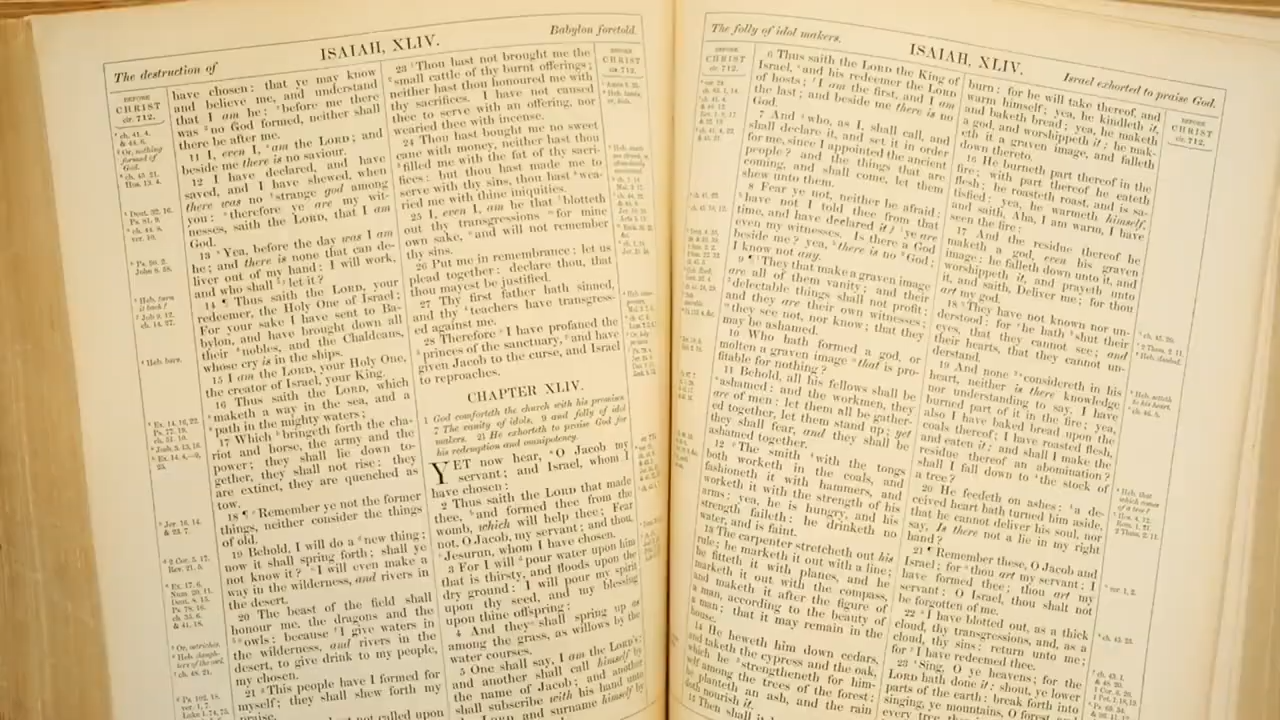 The destruction of
ISAIAH, XLIV.
Babylon foretold.
BEFORE
CHRIST
cir. 712.
have chosen: that ye may know
and believe me, and understand
that I am he: before me there
was no God formed, neither shall
there be after me.
11 I, even I, am the LORD; and
beside me there is no saviour.
12 I have declared, and have
saved, and I have shewed, when
there was no strange god among
you: therefore ye are my wit-
nesses, saith the LORD, that I am
God.
13 Yea, before the day was I am
he; and there is none that can de-
liver out of my hand: I will work,
and who shall let it?
14 ¶ Thus saith the LORD, your
redeemer, the Holy One of Israel;
For your sake I have sent to Ba-
bylon, and have brought down all
their nobles, and the Chaldeans,
whose cry is in the ships.
15 I am the LORD, your Holy One,
the creator of Israel, your King.
16 Thus saith the LORD, which
maketh a way in the sea, and a
path in the mighty waters;
17 Which bringeth forth the cha-
riot and horse, the army and the
power; they shall lie down to-
gether, they shall not rise: they
are extinct, they are quenched as
tow.
18 ¶ Remember ye not the former
things, neither consider the things
of old.
19 Behold, I will do a new thing;
now it shall spring forth; shall ye
not know it? I will even make a
way in the wilderness, and rivers in
the desert.
20 The beast of the field shall
honour me, the dragons and the
owls: because I give waters in
the wilderness, and rivers in the
desert, to give drink to my people,
my chosen.
21 This people have I formed for
myself; they shall shew forth my
praise.
not called upon
23 Thou hast not brought me the
small cattle of thy burnt offerings;
neither hast thou honoured me with
thy sacrifices. I have not caused
thee to serve with an offering, nor
wearied thee with incense.
24 Thou hast bought me no sweet
cane with money, neither hast thou
filled me with the fat of thy sacri-
fices: but thou hast made me to
serve with thy sins, thou hast wea-
ried me with thine iniquities.
25 I, even I, am he that blotteth
out thy transgressions for mine
own sake, and will not remember
thy sins.
26 Put me in remembrance: let us
plead together: declare thou, that
thou mayest be justified.
27 Thy first father hath sinned,
and thy teachers have transgress-
ed against me.
28 Therefore I have profaned the
princes of the sanctuary, and have
given Jacob to the curse, and Israel
to reproaches.
CHAPTER XLIV.
1 God comforteth the church with his promises.
7 The vanity of idols, 9 and folly of idol
makers. 21 He exhorteth to praise God for
his redemption and omnipotency.
YET now hear, O Jacob my
servant; and Israel, whom I
have chosen:
2 Thus saith the LORD that made
thee, and formed thee from the
womb, which will help thee; Fear
not, O Jacob, my servant; and thou,
Jesurun, whom I have chosen.
3 For I will pour water upon him
that is thirsty, and floods upon the
dry ground: I will pour my spirit
upon thy seed, and my blessing
upon thine offspring:
4 And they shall spring up as
among the grass, as willows by the
water courses.
5 One shall say, I am the LORD'S;
and another shall call himself by
the name of Jacob; and another
shall subscribe with his hand unto
the LORD, and surname himself by
The folly of idol makers.
ISAIAH, XLIV.
Israel exhorted to praise God.
BEFORE
CHRIST
cir. 712.
6 Thus saith the LORD the King of
Israel, and his redeemer the LORD
of hosts; I am the first, and I am
the last; and beside me there is no
God.
7 And who, as I, shall call, and
shall declare it, and set it in order
for me, since I appointed the ancient
people? and the things that are
coming, and shall come, let them
shew unto them.
8 Fear ye not, neither be afraid:
have not I told thee from that
time, and have declared it? ye are
even my witnesses. Is there a God
beside me? yea, there is no God;
I know not any.
9 ¶ They that make a graven image
are all of them vanity; and their
delectable things shall not profit;
and they are their own witnesses;
they see not, nor know; that they
may be ashamed.
10 Who hath formed a god, or
molten a graven image that is pro-
fitable for nothing?
11 Behold, all his fellows shall be
ashamed: and the workmen, they
are of men: let them all be gather-
ed together, let them stand up; yet
they shall fear, and they shall be
ashamed together.
12 The smith with the tongs
both worketh in the coals, and
fashioneth it with hammers, and
worketh it with the strength of his
arms: yea, he is hungry, and his
strength faileth: he drinketh no
water, and is faint.
13 The carpenter stretcheth out his
rule; he marketh it out with a line;
he fitteth it with planes, and he
marketh it out with the compass,
and maketh it after the figure of
a man, according to the beauty of
a man; that it may remain in the
house.
14 He heweth him down cedars,
and taketh the cypress and the oak,
which he strengtheneth for him-
self among the trees of the forest:
he planteth an ash, and the rain
doth nourish it.
15 Then shall it
burn: for he will take thereof, and
warm himself; yea, he kindleth it,
and baketh bread; yea, he maketh
a god, and worshippeth it; he mak-
eth it a graven image, and falleth
down thereto.
16 He burneth part thereof in the
fire; with part thereof he eateth
flesh; he roasteth roast, and is sa-
tisfied: yea, he warmeth himself,
and saith, Aha, I am warm, I have
seen the fire:
17 And the residue thereof he
maketh a god, even his graven
image: he falleth down unto it, and
worshippeth it, and prayeth unto
it, and saith, Deliver me; for thou
art my god.
18 They have not known nor un-
derstood: for he hath shut their
eyes, that they cannot see; and
their hearts, that they cannot un-
derstand.
19 And none considereth in his
heart, neither is there knowledge
nor understanding to say, I have
burned part of it in the fire; yea,
also I have baked bread upon the
coals thereof; I have roasted flesh,
and eaten it: and shall I make the
residue thereof an abomination?
shall I fall down to the stock of
a tree?
20 He feedeth on ashes: a de-
ceived heart hath turned him aside,
that he cannot deliver his soul, nor
say, Is there not a lie in my right
hand?
21 ¶ Remember these, O Jacob and
Israel; for thou art my servant: I
have formed thee; thou art my
servant: O Israel, thou shalt not
be forgotten of me.
22 I have blotted out, as a thick
cloud, thy transgressions, and, as a
cloud, thy sins: return unto me;
for I have redeemed thee.
23 Sing, O ye heavens; for the
LORD hath done it: shout, ye lower
parts of the earth: break forth into
singing, ye mountains, O forest, and
every tree
BEFORE
CHRIST
cir. 712.